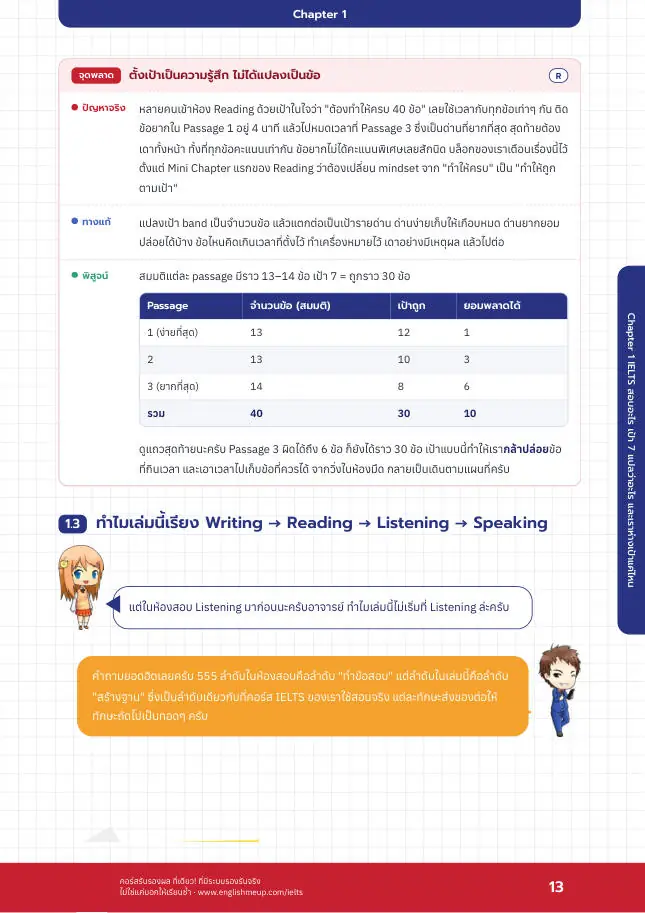 Chapter 1
จุดพลาด ตั้งเป้าเป็นความรู้สึก ไม่ได้แปลงเป็นข้อ R
ปัญหาจริง หลายคนเข้าห้อง Reading ด้วยเป้าในใจว่า "ต้องทำให้ครบ 40 ข้อ" เลยใช้เวลากับทุกข้อเท่าๆ กัน ติด
ข้อยากใน Passage 1 อยู่ 4 นาที แล้วไปหมดเวลาที่ Passage 3 ซึ่งเป็นด่านที่ยากที่สุด สุดท้ายต้อง
เดาทั้งหน้า ทั้งที่ทุกข้อคะแนนเท่ากัน ข้อยากไม่ได้คะแนนพิเศษเลยสักนิด บล็อกของเราเตือนเรื่องนี้ไว้
ตั้งแต่ Mini Chapter แรกของ Reading ว่าต้องเปลี่ยน mindset จาก "ทำให้ครบ" เป็น "ทำให้ถูก
ตามเป้า"
ทางแก้ แปลงเป้า band เป็นจำนวนข้อ แล้วแตกต่อเป็นเป้ารายด่าน ด่านง่ายเก็บให้เกือบหมด ด่านยากยอม
ปล่อยได้บ้าง ข้อไหนคิดเกินเวลาที่ตั้งไว้ ทำเครื่องหมายไว้ เดาอย่างมีเหตุผล แล้วไปต่อ
พิสูจน์ สมมติแต่ละ passage มีราว 13–14 ข้อ เป้า 7 = ถูกราว 30 ข้อ
Passage จำนวนข้อ (สมมติ) เป้าถูก ยอมพลาดได้
1 (ง่ายที่สุด) 13 12 1
2 13 10 3
3 (ยากที่สุด) 14 8 6
รวม 40 30 10
ดูแถวสุดท้ายนะครับ Passage 3 ผิดได้ถึง 6 ข้อ ก็ยังได้ราว 30 ข้อ เป้าแบบนี้ทำให้เรากล้าปล่อยข้อ
ที่กินเวลา และเอาเวลาไปเก็บข้อที่ควรได้ จากวิ่งในห้องมืด กลายเป็นเดินตามแผนที่ครับ
1.3 ทำไมเล่มนี้เรียง Writing → Reading → Listening → Speaking
แต่ในห้องสอบ Listening มาก่อนนะครับอาจารย์ ทำไมเล่มนี้ไม่เริ่มที่ Listening ล่ะครับ
คำถามยอดฮิตเลยครับ 555 ลำดับในห้องสอบคือลำดับ "ทำข้อสอบ" แต่ลำดับในเล่มนี้คือลำดับ
"สร้างฐาน" ซึ่งเป็นลำดับเดียวกับที่คอร์ส IELTS ของเราใช้สอนจริง แต่ละทักษะส่งของต่อให้
ทักษะถัดไปเป็นทอดๆ ครับ
Chapter 1 IELTS สอบอะไร เป้า 7 แปลว่าอะไร และเราห่างเป้าแค่ไหน
คอร์สรับรองผล ที่เดียว! ที่มีระบบรองรับจริง
ไม่ใช่แค่บอกให้เรียนซ้ำ · www.englishmeup.com/ielts
13